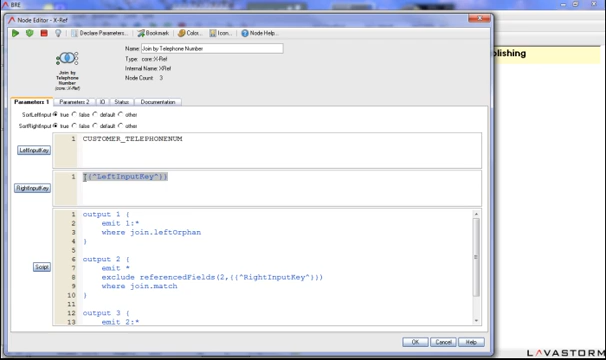 BRE
Node Editor - X-Ref
Declare Parameters...
Bookmark
Color...
Icon...
Node Help...
Name Join by Telephone Number
Type: core::X-Ref
Internal Name: XRef
Node Count: 3
Join by
Telephone
Number
(core::X-Ref)
Parameters 1 Parameters 2 IO Status Documentation
SortLeftInput true false default other
SortRightInput true false default other
LeftInputKey
1 CUSTOMER_TELEPHONENUM
RightInputKey
1 {{^LeftInputKey^}}
Script
1 output 1 {
2 emit 1:*
3 where join.leftOrphan
4 }
5
6 output 2 {
7 emit *
8 exclude referencedFields(2,{{^RightInputKey^}})
9 where join.match
10 }
11
12 output 3 {
13 emit 2:*
OK Cancel Help
blishing
LAVASTORM